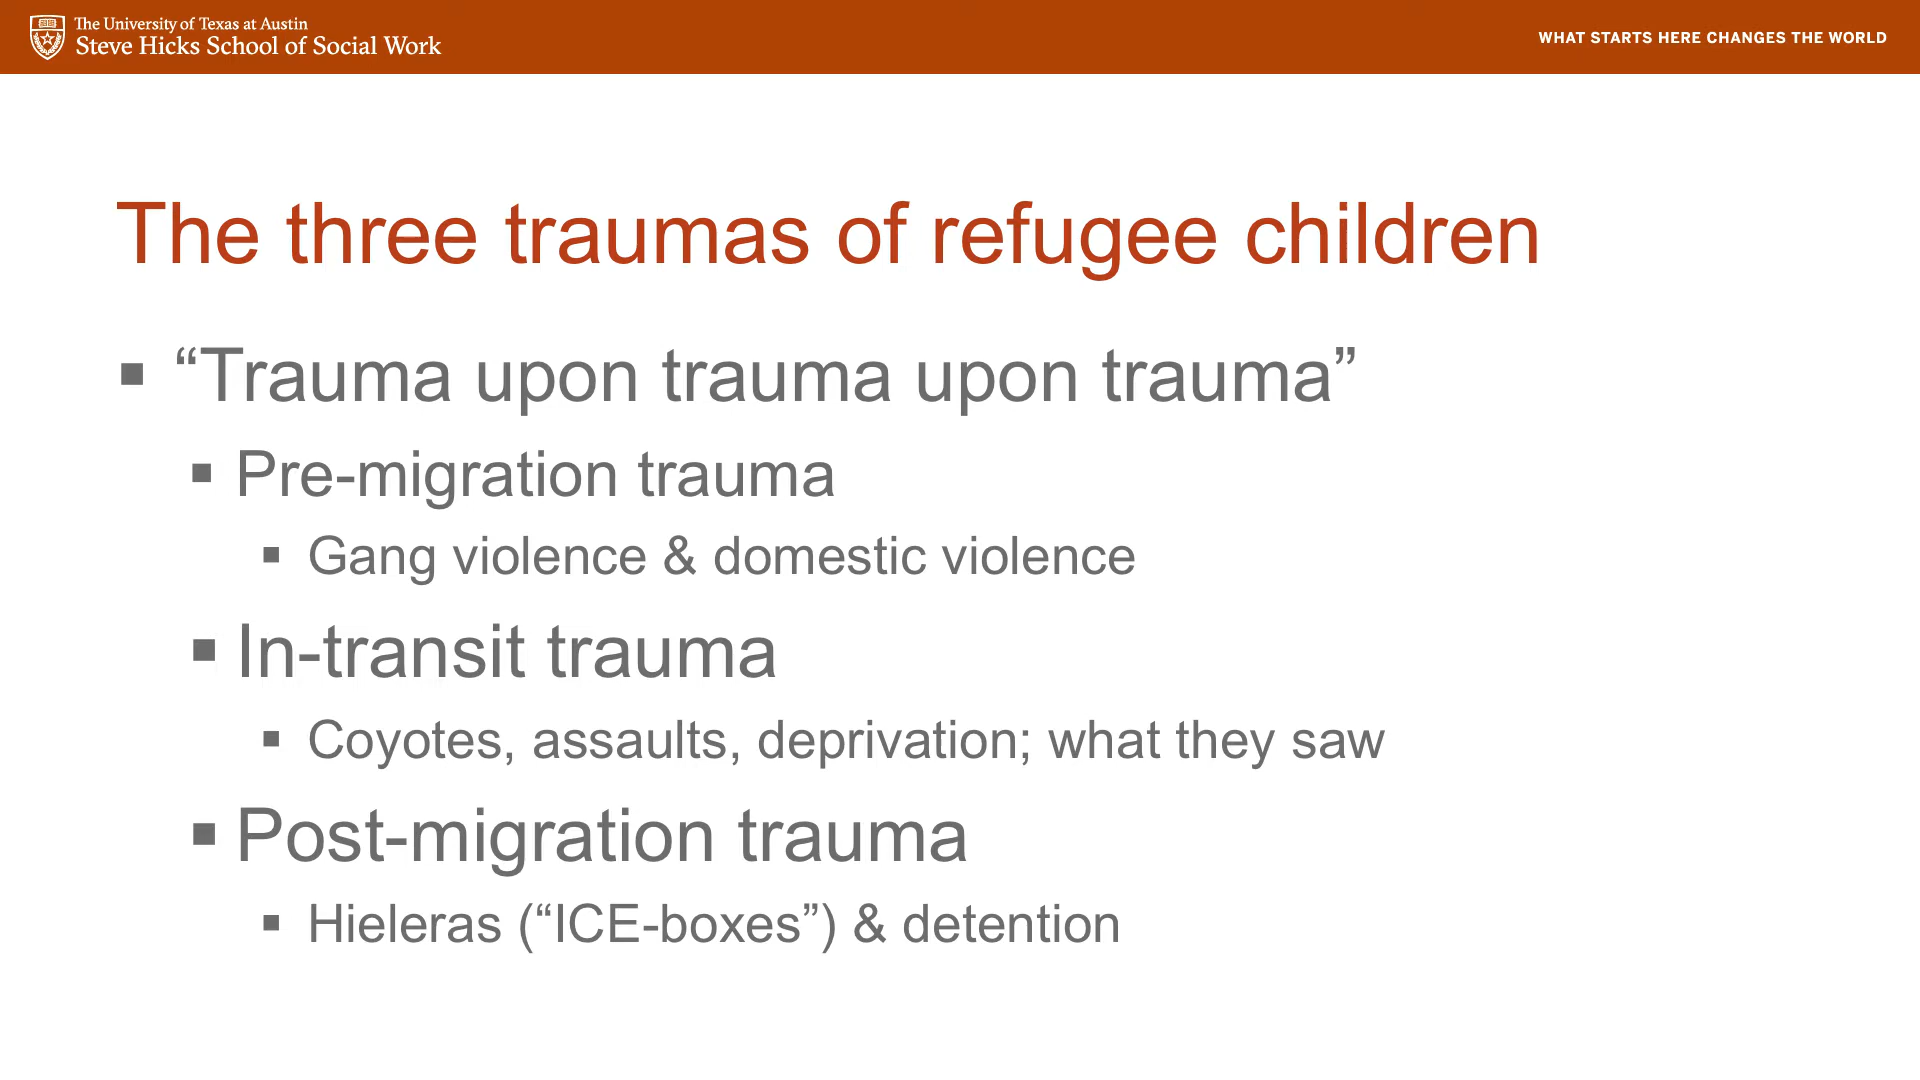 The University of Texas at Austin
Steve Hicks School of Social Work
WHAT STARTS HERE CHANGES THE WORLD
The three traumas of refugee children
▪ “Trauma upon trauma upon trauma”
▪ Pre-migration trauma
▪ Gang violence & domestic violence
▪ In-transit trauma
▪ Coyotes, assaults, deprivation; what they saw
▪ Post-migration trauma
▪ Hieleras (“ICE-boxes”) & detention